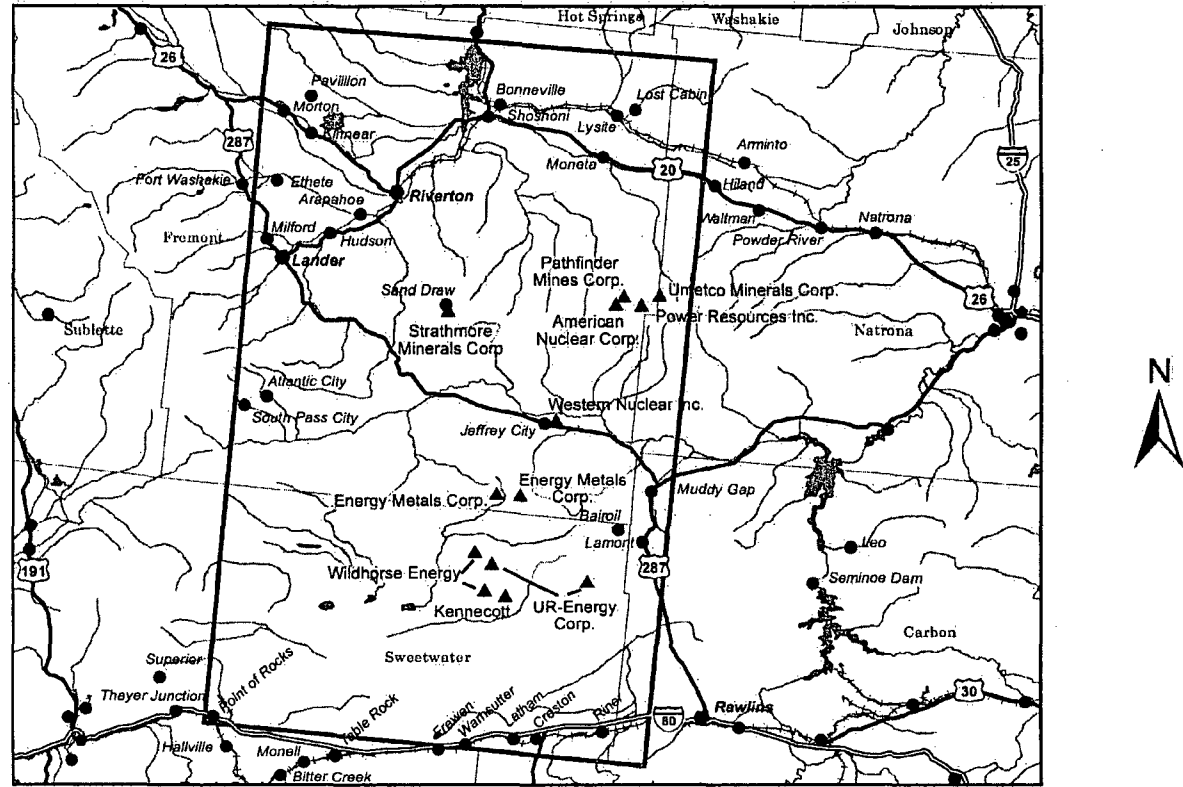 Hot Springs
Washakie
Johnson
26
Pavillion
Bonneville
Lost Cabin
Morton
Shoshoni
Lysite
Kinnear
287
25
Arminto
Moneta
20
Fort Washakie
Ethete
Hiland
Riverton
Arapahoe
Waltman
Natrona
Milford
Powder River
Fremont
Hudson
Lander
Pathfinder
Mines Corp.
Sand Draw
Umetco Minerals Corp.
26
Power Resources Inc.
Sublette
Strathmore
Minerals Corp
American
Nuclear Corp.
Natrona
N
Atlantic City
South Pass City
Western Nuclear Inc.
Jeffrey City
Energy Metals Corp.
Energy Metals
Corp.
Muddy Gap
Bairoil
Lamont
Leo
191
Wildhorse Energy
287
Seminoe Dam
Kennecott
UR-Energy
Corp.
Carbon
Sweetwater
Superior
Point of Rocks
Thayer Junction
30
Table Rock
Frewen
Wamsutter
Latham
Creston
Riner
80
Rawlins
Hallville
Monell
Bitter Creek